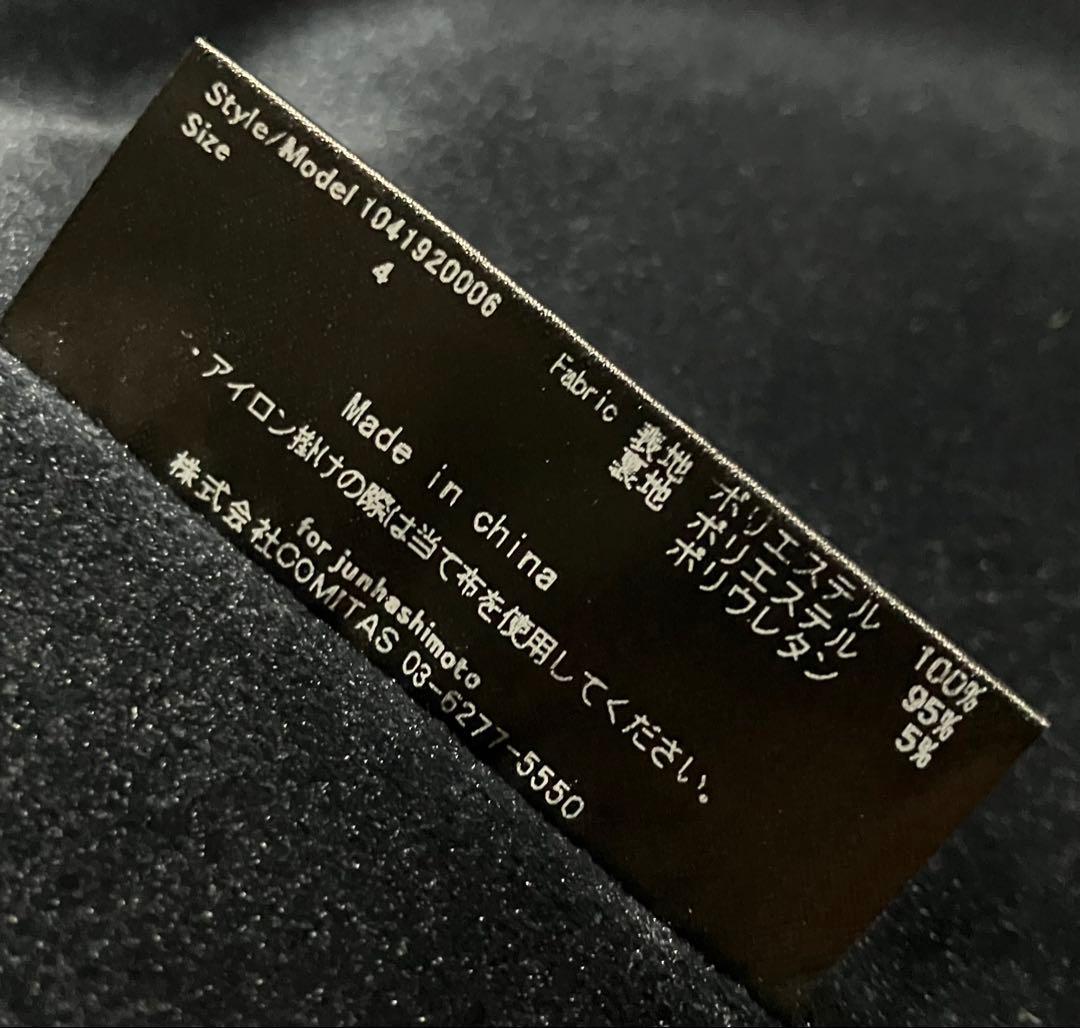 Style/Model 1041920006
Size 4
Fabric 表地 ポリエステル 100%
裏地 ポリエステル 95%
ポリウレタン 5%
Made in china
・アイロン掛けの際は当て布を使用してください。
for junhashimoto
株式会社COMITAS 03-6277-5550